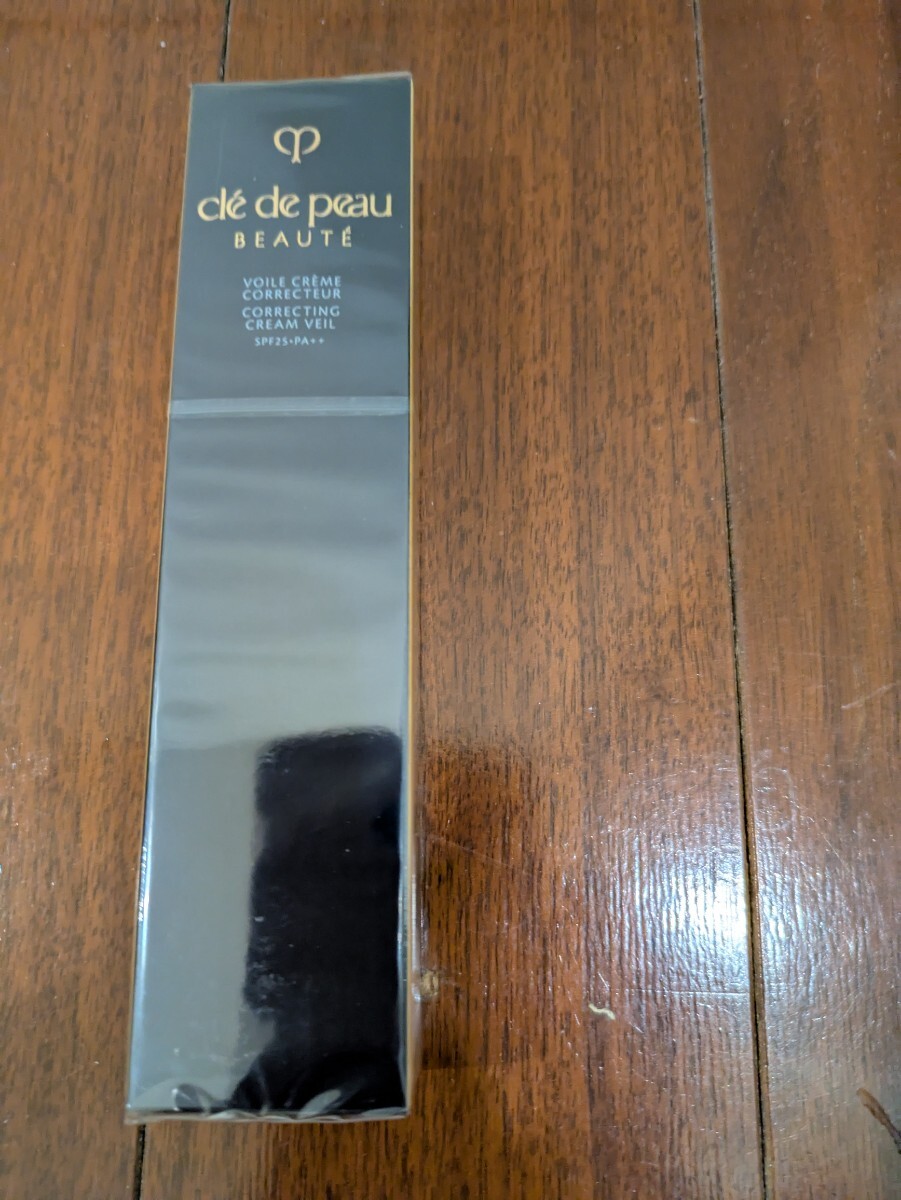 clé de peau
BEAUTÉ
VOILE CRÈME
CORRECTEUR
CORRECTING
CREAM VEIL
SPF25•PA++